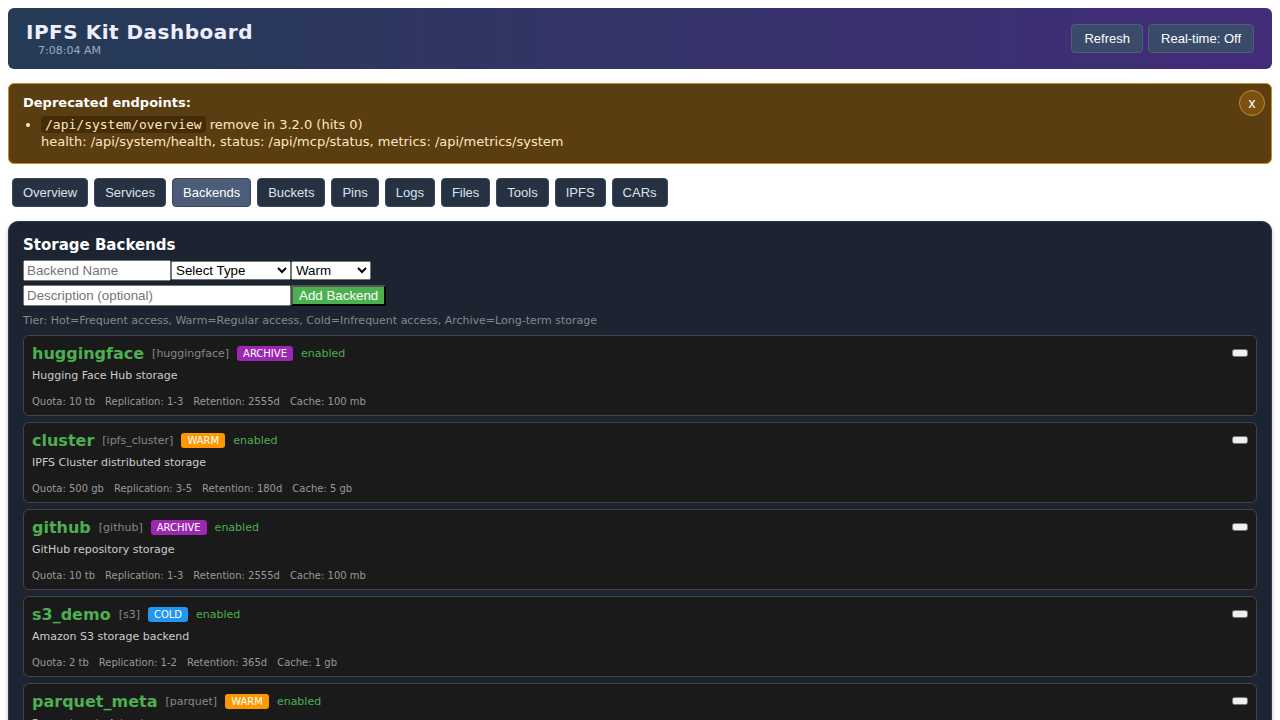 IPFS Kit Dashboard
7:08:04 AM
Refresh
Real-time: Off
Deprecated endpoints:
x
• /api/system/overview remove in 3.2.0 (hits 0)
health: /api/system/health, status: /api/mcp/status, metrics: /api/metrics/system
Overview Services Backends Buckets Pins Logs Files Tools IPFS CARs
Storage Backends
Backend Name Select Type Warm
Description (optional) Add Backend
Tier: Hot=Frequent access, Warm=Regular access, Cold=Infrequent access, Archive=Long-term storage
huggingface [huggingface] ARCHIVE enabled
Hugging Face Hub storage
Quota: 10 tb Replication: 1-3 Retention: 2555d Cache: 100 mb
cluster [ipfs_cluster] WARM enabled
IPFS Cluster distributed storage
Quota: 500 gb Replication: 3-5 Retention: 180d Cache: 5 gb
github [github] ARCHIVE enabled
GitHub repository storage
Quota: 10 tb Replication: 1-3 Retention: 2555d Cache: 100 mb
s3_demo [s3] COLD enabled
Amazon S3 storage backend
Quota: 2 tb Replication: 1-2 Retention: 365d Cache: 1 gb
parquet_meta [parquet] WARM enabled